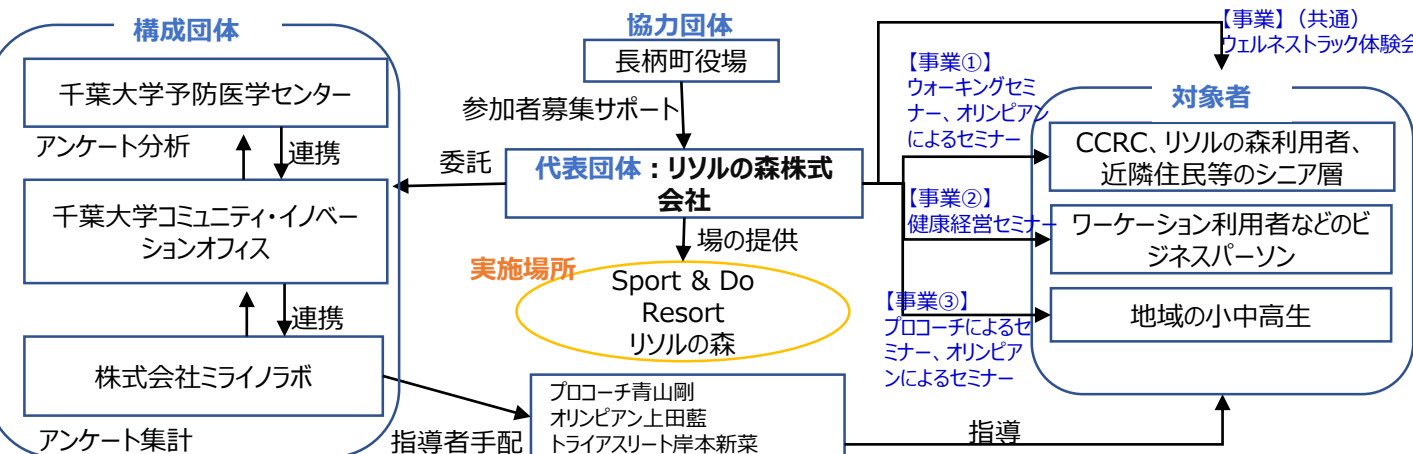 構成団体
千葉大学予防医学センター
アンケート分析
連携
千葉大学コミュニティ・イノベー
ションオフィス
連携
株式会社ミライノラボ
アンケート集計
協力団体
長柄町役場
参加者募集サポート
委託
代表団体：リソルの森株式
会社
場の提供
実施場所
Sport & Do
Resort
リソルの森
指導者手配
プロコーチ青山剛
オリンピアン上田藍
トライアスリート岸本新菜
指導
【事業】（共通）
ウェルネストラック体験会
【事業①】
ウォーキングセミ
ナー、オリンピアン
によるセミナー
【事業②】
健康経営セミナー
【事業③】
プロコーチによるセ
ミナー、オリンピア
ンによるセミナー
対象者
CCRC、リソルの森利用者、
近隣住民等のシニア層
ワーケーション利用者などのビ
ジネスパーソン
地域の小中高生